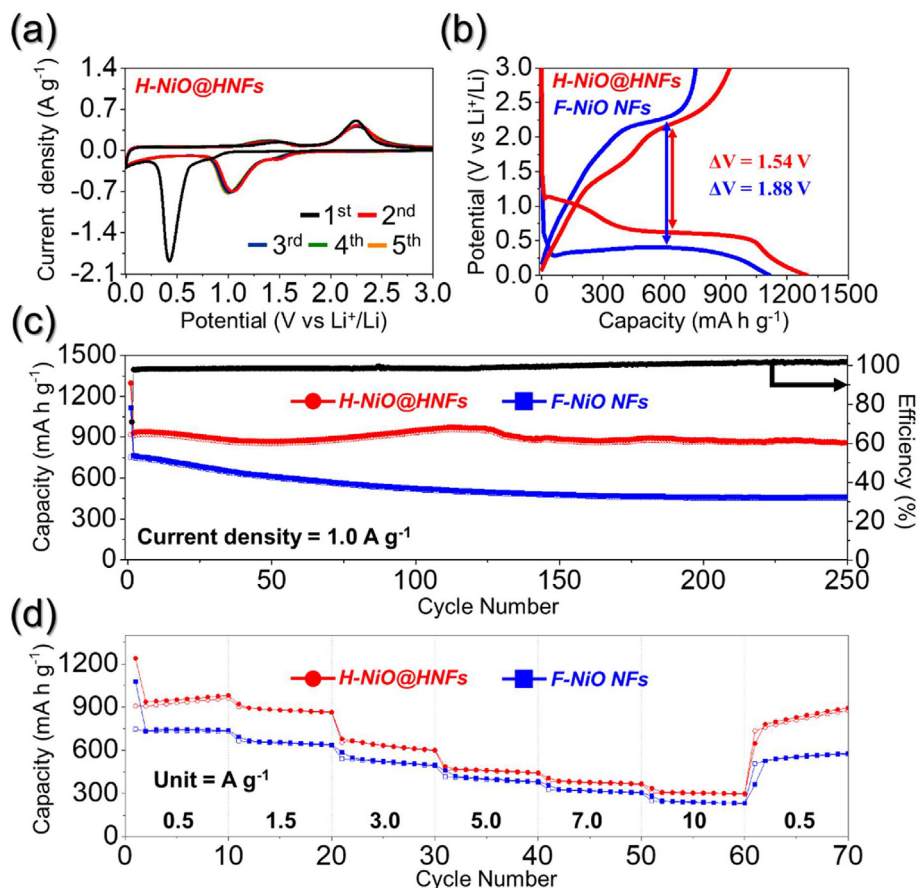 (a)
1.4
0.7
0.0
-0.7
-1.4
-2.1
Current density (A g⁻¹)
H-NiO@HNFs
1ˢᵗ 2ⁿᵈ
3ʳᵈ 4ᵗʰ 5ᵗʰ
0.0 0.5 1.0 1.5 2.0 2.5 3.0
Potential (V vs Li⁺/Li)
(b)
3.0
2.5
2.0
1.5
1.0
0.5
0.0
Potential (V vs Li⁺/Li)
H-NiO@HNFs
F-NiO NFs
ΔV = 1.54 V
ΔV = 1.88 V
0 300 600 900 1200 1500
Capacity (mA h g⁻¹)
(c)
1500
1200
900
600
300
0
Capacity (mA h g⁻¹)
H-NiO@HNFs F-NiO NFs
Current density = 1.0 A g⁻¹
100
80
60
40
20
0
Efficiency (%)
0 50 100 150 200 250
Cycle Number
(d)
1200
900
600
300
0
Capacity (mA h g⁻¹)
H-NiO@HNFs F-NiO NFs
Unit = A g⁻¹
0.5 1.5 3.0 5.0 7.0 10 0.5
0 10 20 30 40 50 60 70
Cycle Number